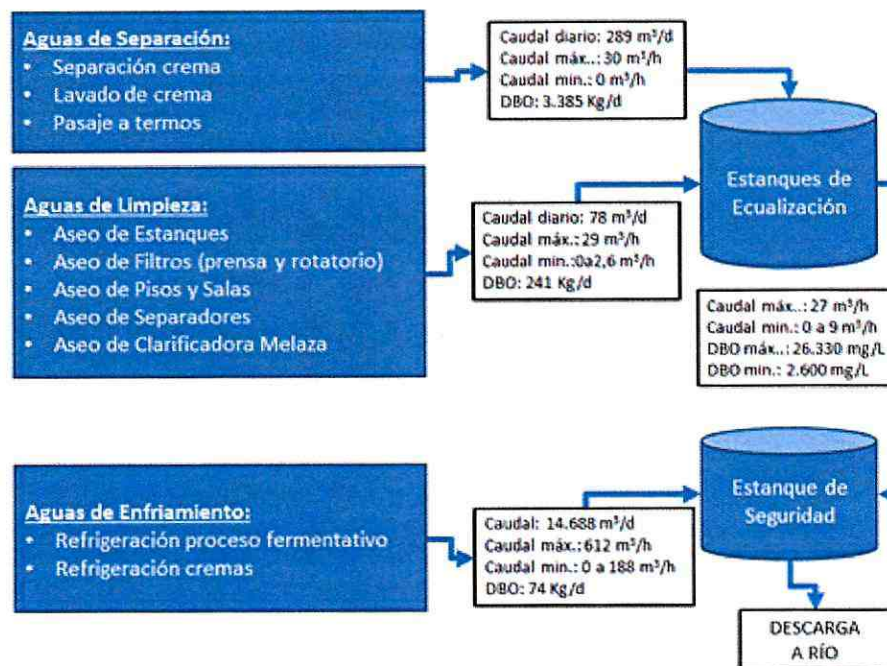 Aguas de Separación:
• Separación crema
• Lavado de crema
• Pasaje a termos
Caudal diario: 289 m³/d
Caudal máx..: 30 m³/h
Caudal min.: 0 m³/h
DBO: 3.385 Kg/d
Aguas de Limpieza:
• Aseo de Estanques
• Aseo de Filtros (prensa y rotatorio)
• Aseo de Pisos y Salas
• Aseo de Separadores
• Aseo de Clarificadora Melaza
Caudal diario: 78 m³/d
Caudal máx.: 29 m³/h
Caudal min.:0a2,6 m³/h
DBO: 241 Kg/d
Estanques de
Ecualización
Caudal máx..: 27 m³/h
Caudal min.: 0 a 9 m³/h
DBO máx..: 26.330 mg/L
DBO min.: 2.600 mg/L
Aguas de Enfriamiento:
• Refrigeración proceso fermentativo
• Refrigeración cremas
Caudal: 14.688 m³/d
Caudal máx.: 612 m³/h
Caudal min.: 0 a 188 m³/h
DBO: 74 Kg/d
Estanque de
Seguridad
DESCARGA
A RÍO